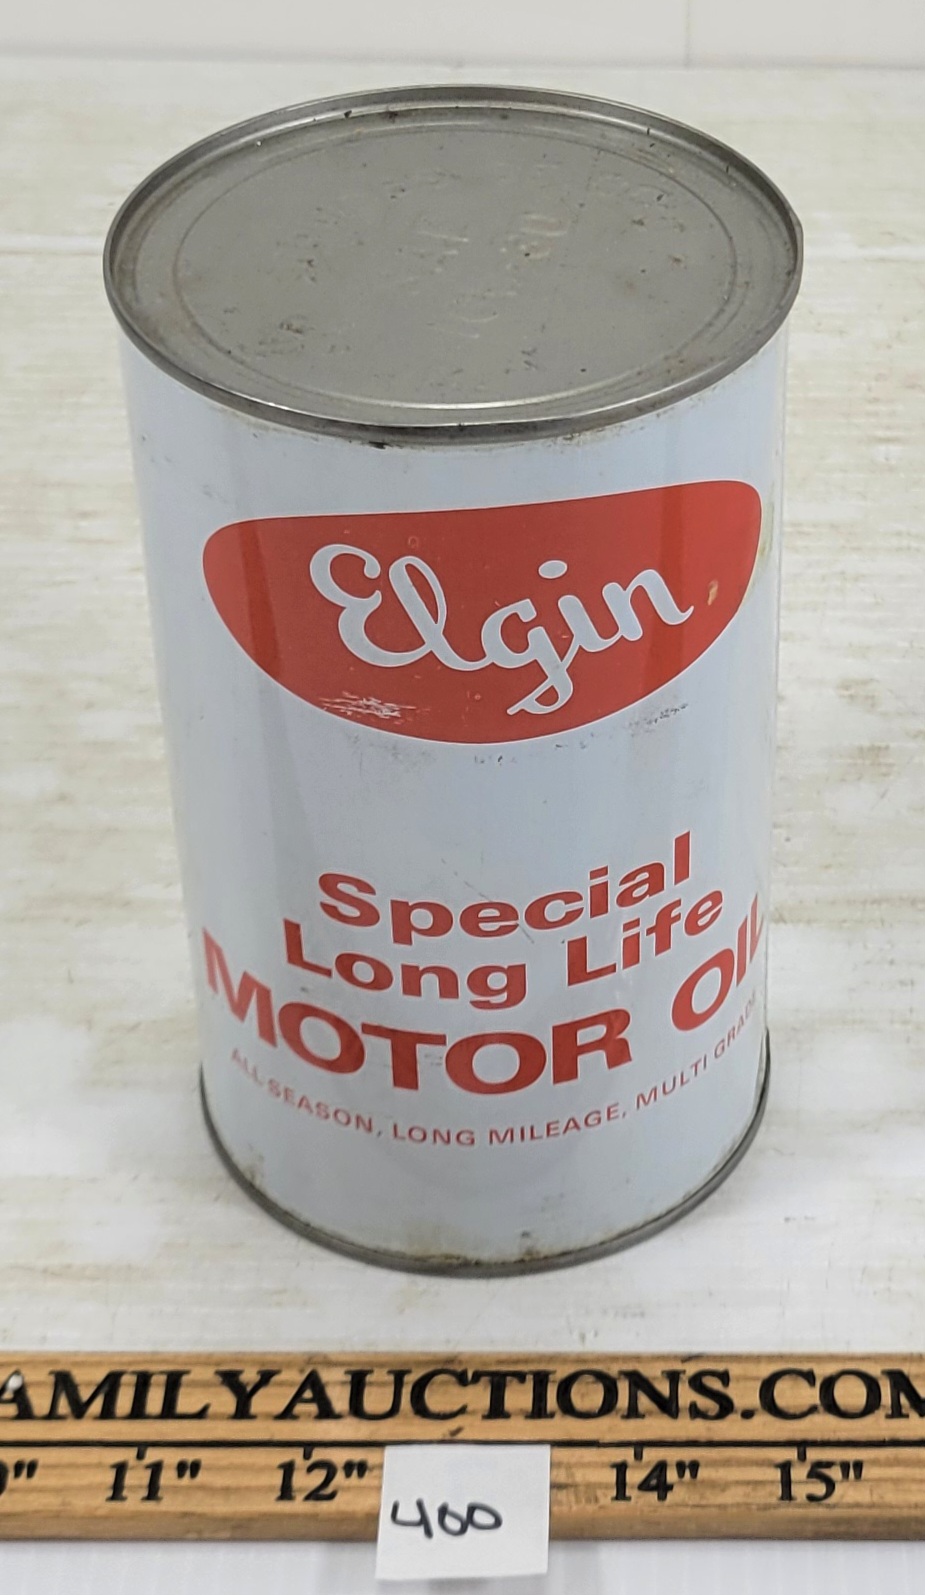 Elgin
Special
Long Life
MOTOR OIL
ALL SEASON, LONG MILEAGE, MULTI GRADE
AMILYAUCTIONS.COM
11" 12" 14" 15"
400